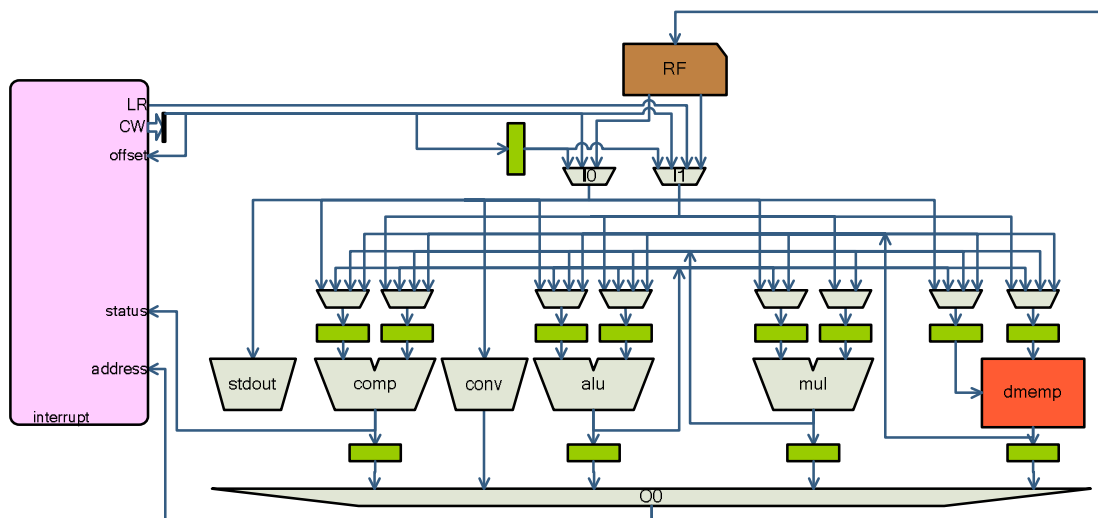 RF
LR
CW
offset
I0
I1
status
address
interrupt
stdout
comp
conv
alu
mul
dmemp
O0